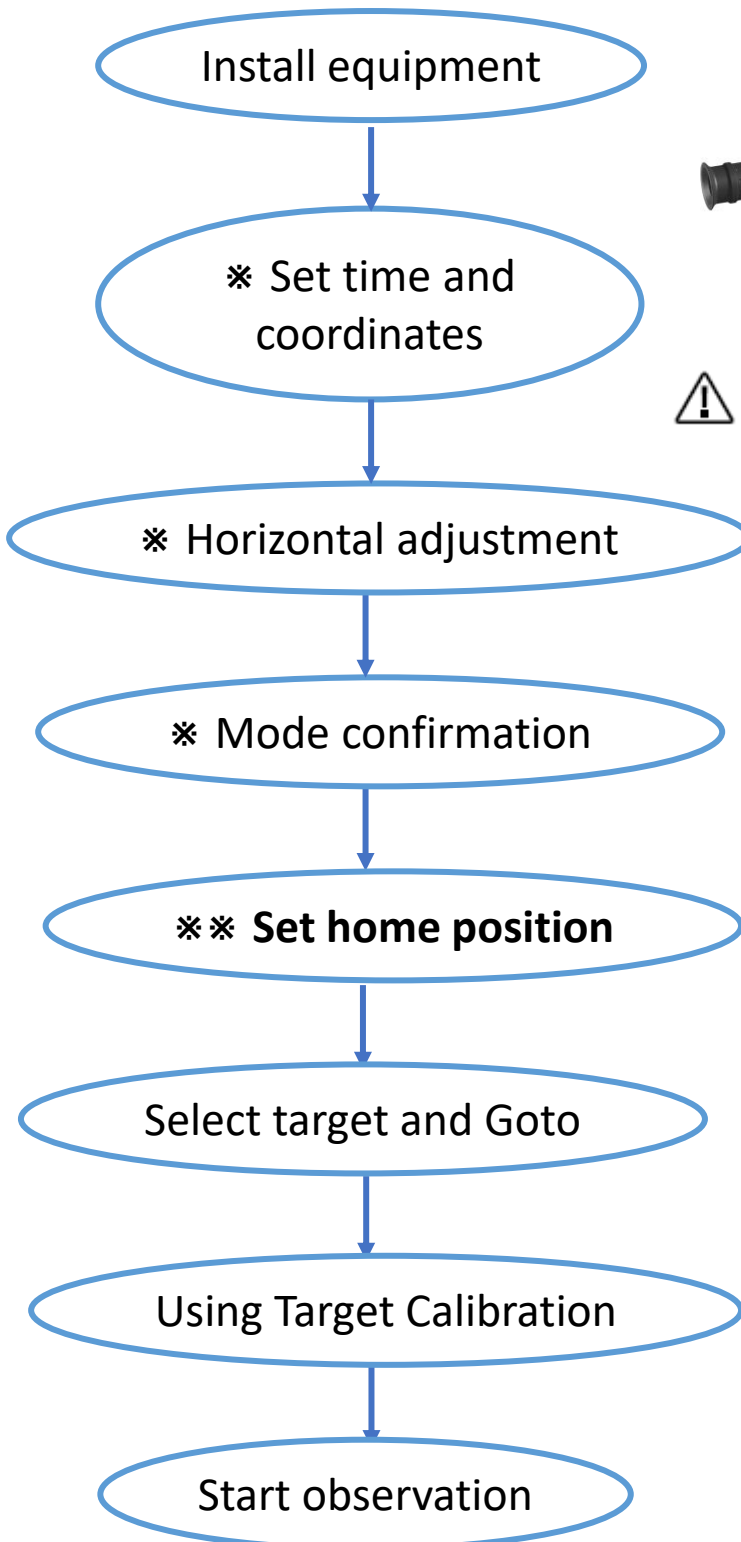 Install equipment
※ Set time and
coordinates
※ Horizontal adjustment
※ Mode confirmation
※※ Set home position
Select target and Goto
Using Target Calibration
Start observation